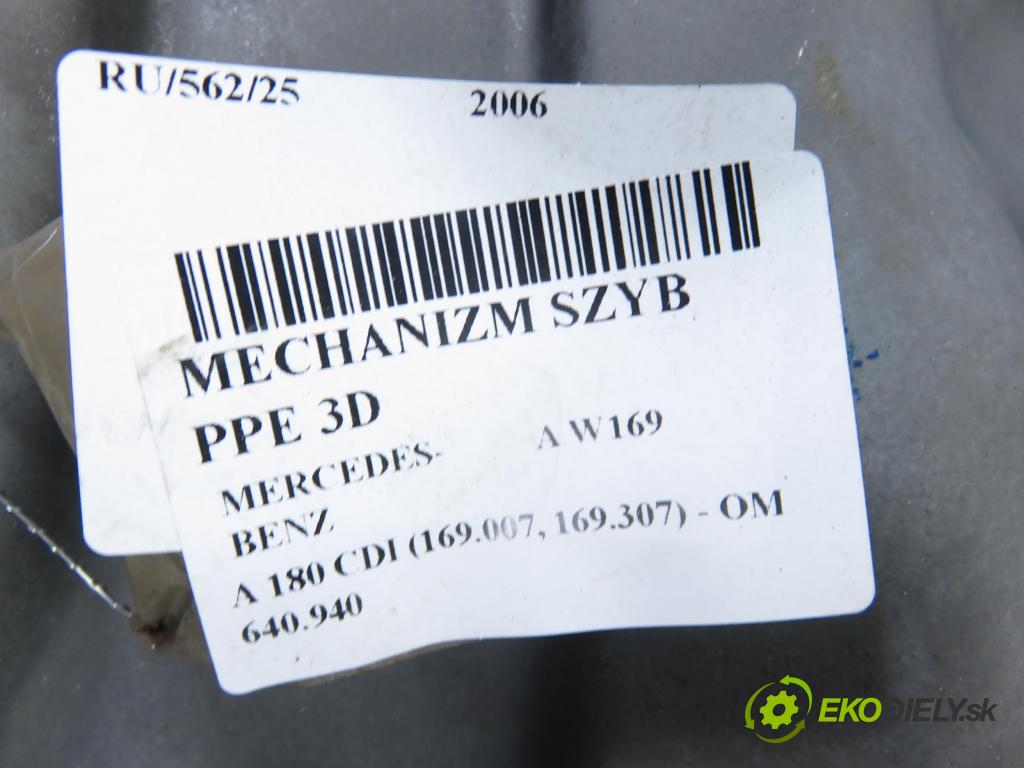 RU/562/25 2006
MECHANIZM SZYB
PPE 3D
MERCEDES- A W169
BENZ
A 180 CDI (169.007, 169.307) - OM
640.940
EKODIELY.sk